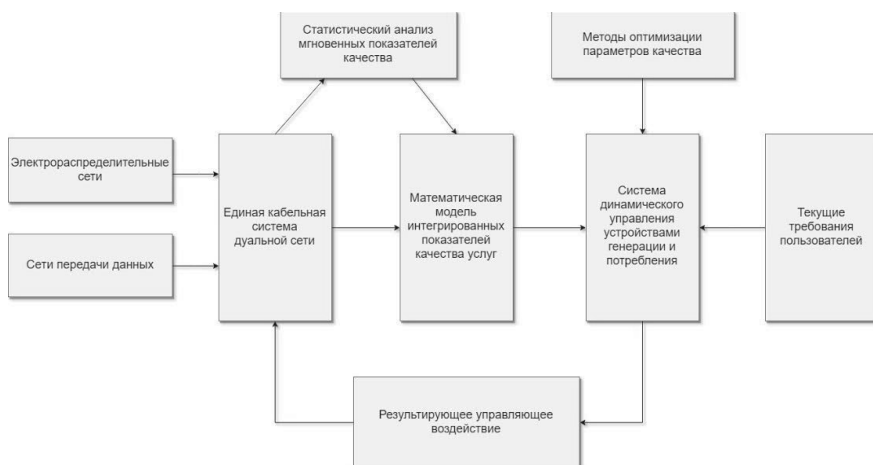 Статистический анализ
мгновенных показателей
качества
Методы оптимизации
параметров качества
Электрораспределительные
сети
Сети передачи данных
Единая кабельная
система
дуальной сети
Математическая
модель
интегрированных
показателей
качества услуг
Система
динамического
управления
устройствами
генерации и
потребления
Текущие
требования
пользователей
Результирующее управляющее
воздействие